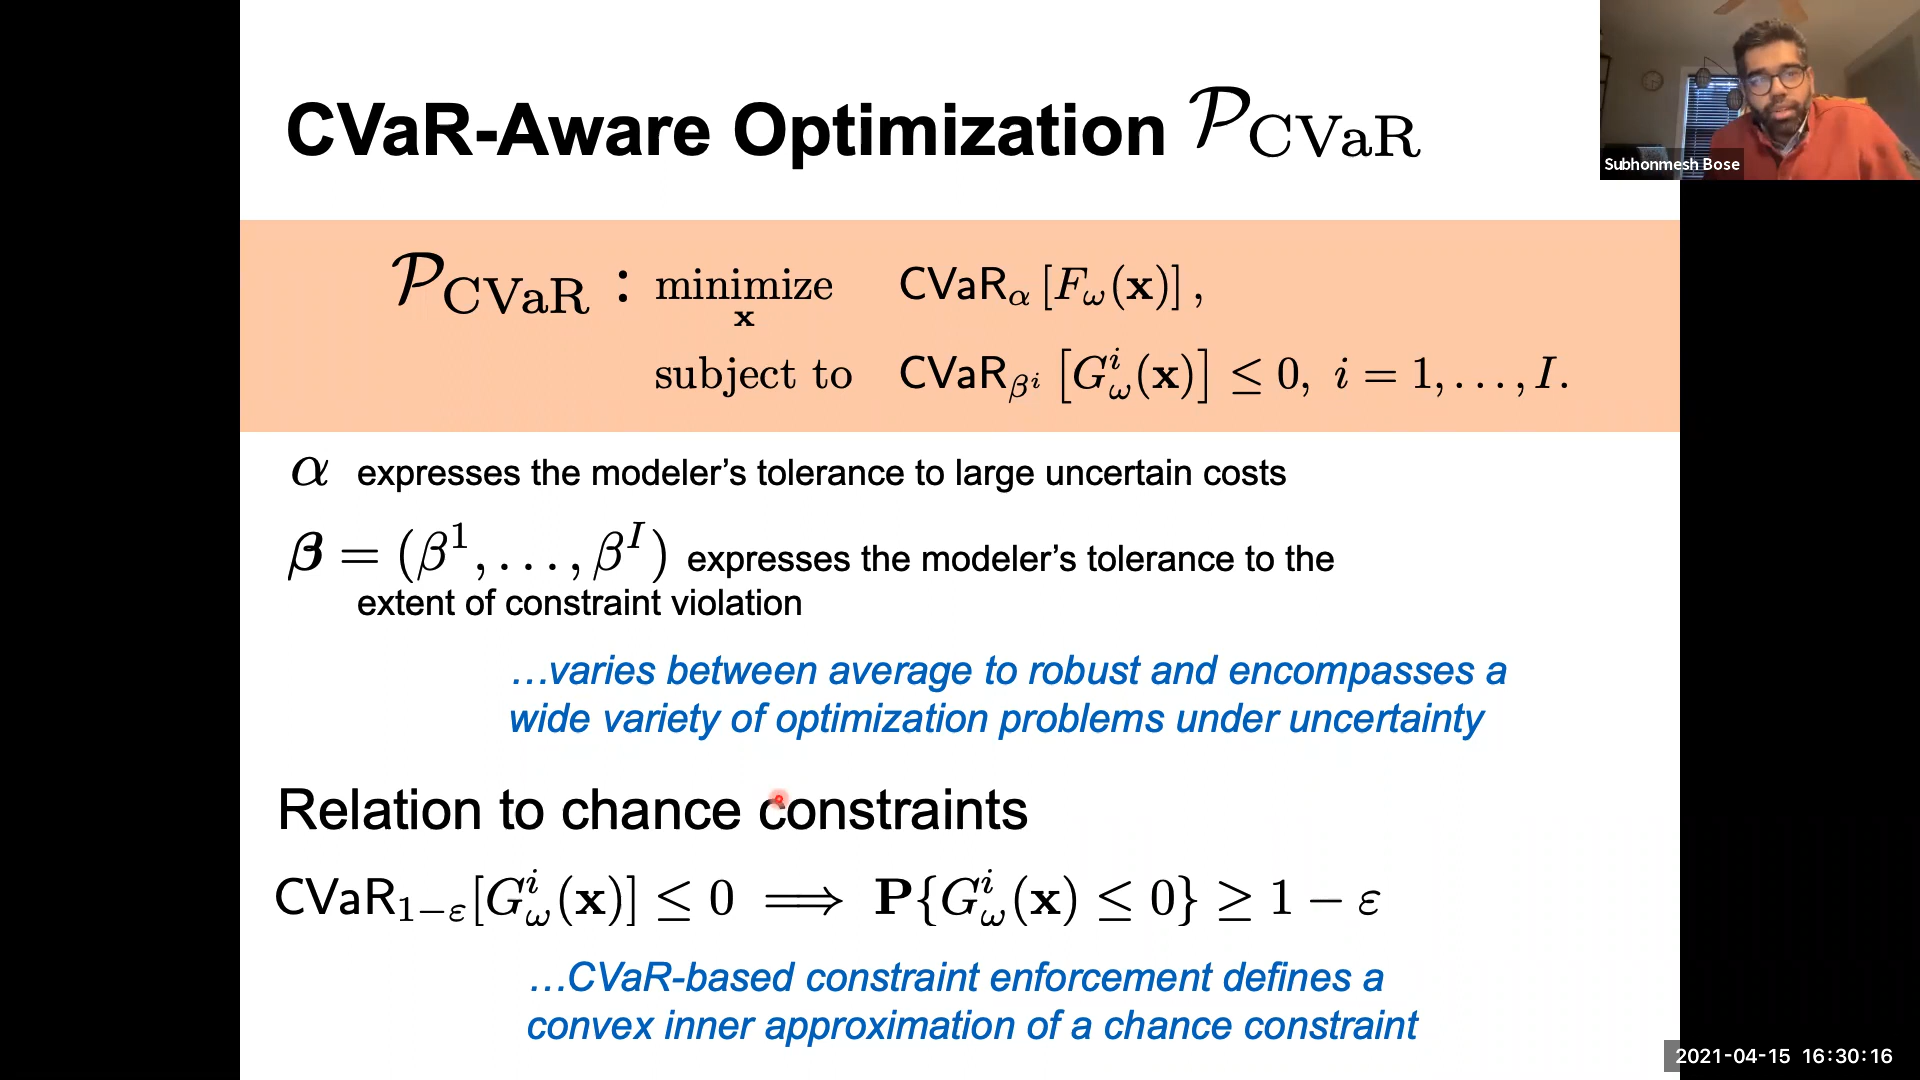 CVaR-Aware Optimization 𝒫_CVaR
Subhonmesh Bose
𝒫_CVaR : minimize_𝐱 CVaR_α [F_ω(𝐱)],
subject to CVaR_{β^i} [G^i_ω(𝐱)] ≤ 0, i = 1, . . . , I.
α expresses the modeler’s tolerance to large uncertain costs
𝜷 = (β^1, . . . , β^I) expresses the modeler’s tolerance to the
extent of constraint violation
…varies between average to robust and encompasses a
wide variety of optimization problems under uncertainty
Relation to chance constraints
CVaR_{1−ε}[G^i_ω(𝐱)] ≤ 0 ⟹ 𝐏{G^i_ω(𝐱) ≤ 0} ≥ 1 − ε
…CVaR-based constraint enforcement defines a
convex inner approximation of a chance constraint
2021-04-15 16:30:16